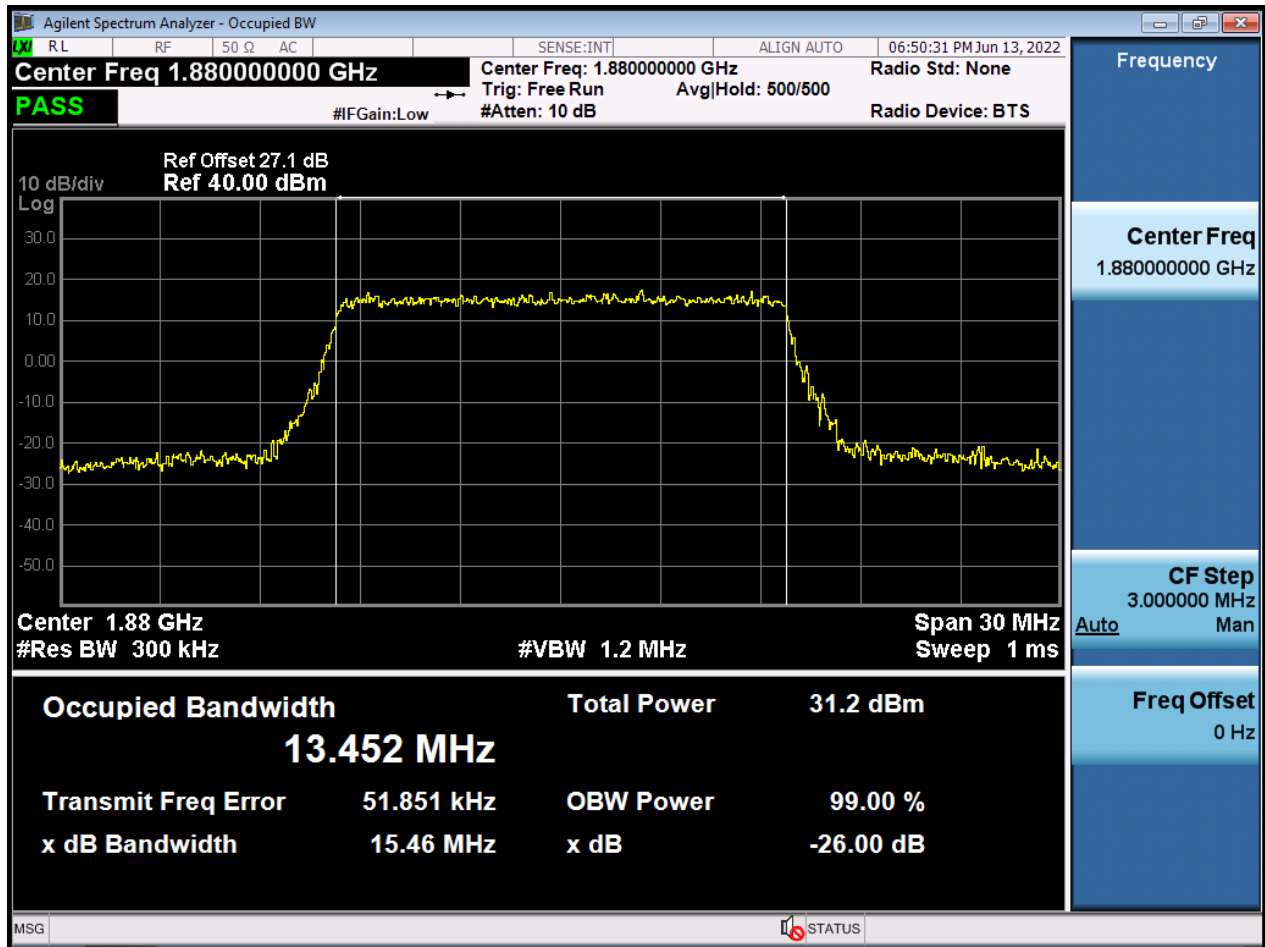 Agilent Spectrum Analyzer - Occupied BW
LXI RL RF 50 Ω AC SENSE:INT ALIGN AUTO 06:50:31 PM Jun 13, 2022
Center Freq 1.880000000 GHz
Center Freq: 1.880000000 GHz
Radio Std: None
Trig: Free Run Avg|Hold: 500/500
PASS
#IFGain:Low
#Atten: 10 dB
Radio Device: BTS
Ref Offset 27.1 dB
10 dB/div Ref 40.00 dBm
Log
30.0
20.0
10.0
0.00
-10.0
-20.0
-30.0
-40.0
-50.0
Center 1.88 GHz Span 30 MHz
#Res BW 300 kHz #VBW 1.2 MHz Sweep 1 ms
Occupied Bandwidth Total Power 31.2 dBm
13.452 MHz
Transmit Freq Error 51.851 kHz OBW Power 99.00 %
x dB Bandwidth 15.46 MHz x dB -26.00 dB
MSG STATUS
Frequency
Center Freq
1.880000000 GHz
CF Step
3.000000 MHz
Auto Man
Freq Offset
0 Hz